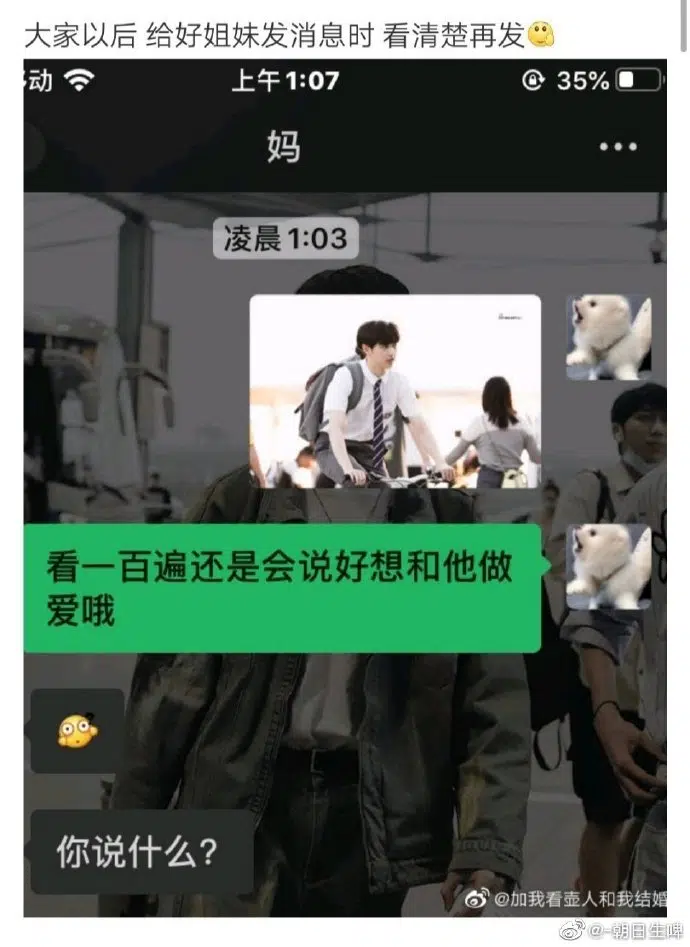 大家以后 给好姐妹发消息时 看清楚再发
动
上午1:07
35%
妈
凌晨1:03
看一百遍还是会说好想和他做
爱哦
你说什么?
@加我看壶人和我结婚
@-朝日生啤